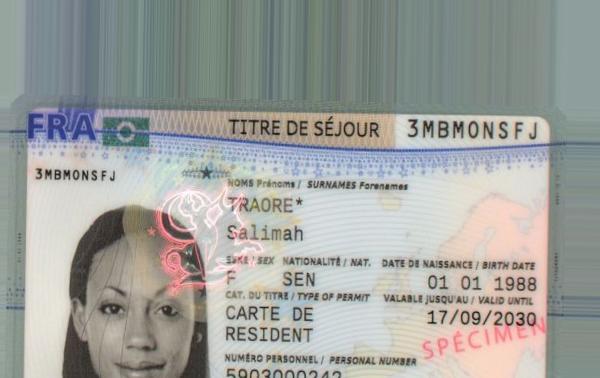 FRA TITRE DE SÉJOUR 3MBMONSFJ
3MBMONSFJ
NOMS Prénoms / SURNAMES Forenames
TRAORE*
Salimah
SEXE / SEX NATIONALITÉ / NAT. DATE DE NAISSANCE / BIRTH DATE
F SEN 01 01 1988
CAT. DU TITRE / TYPE OF PERMIT VALABLE JUSQU'AU / VALID UNTIL
CARTE DE 17/09/2030
RESIDENT
SPÉCIMEN
NUMÉRO PERSONNEL / PERSONAL NUMBER
5903000242